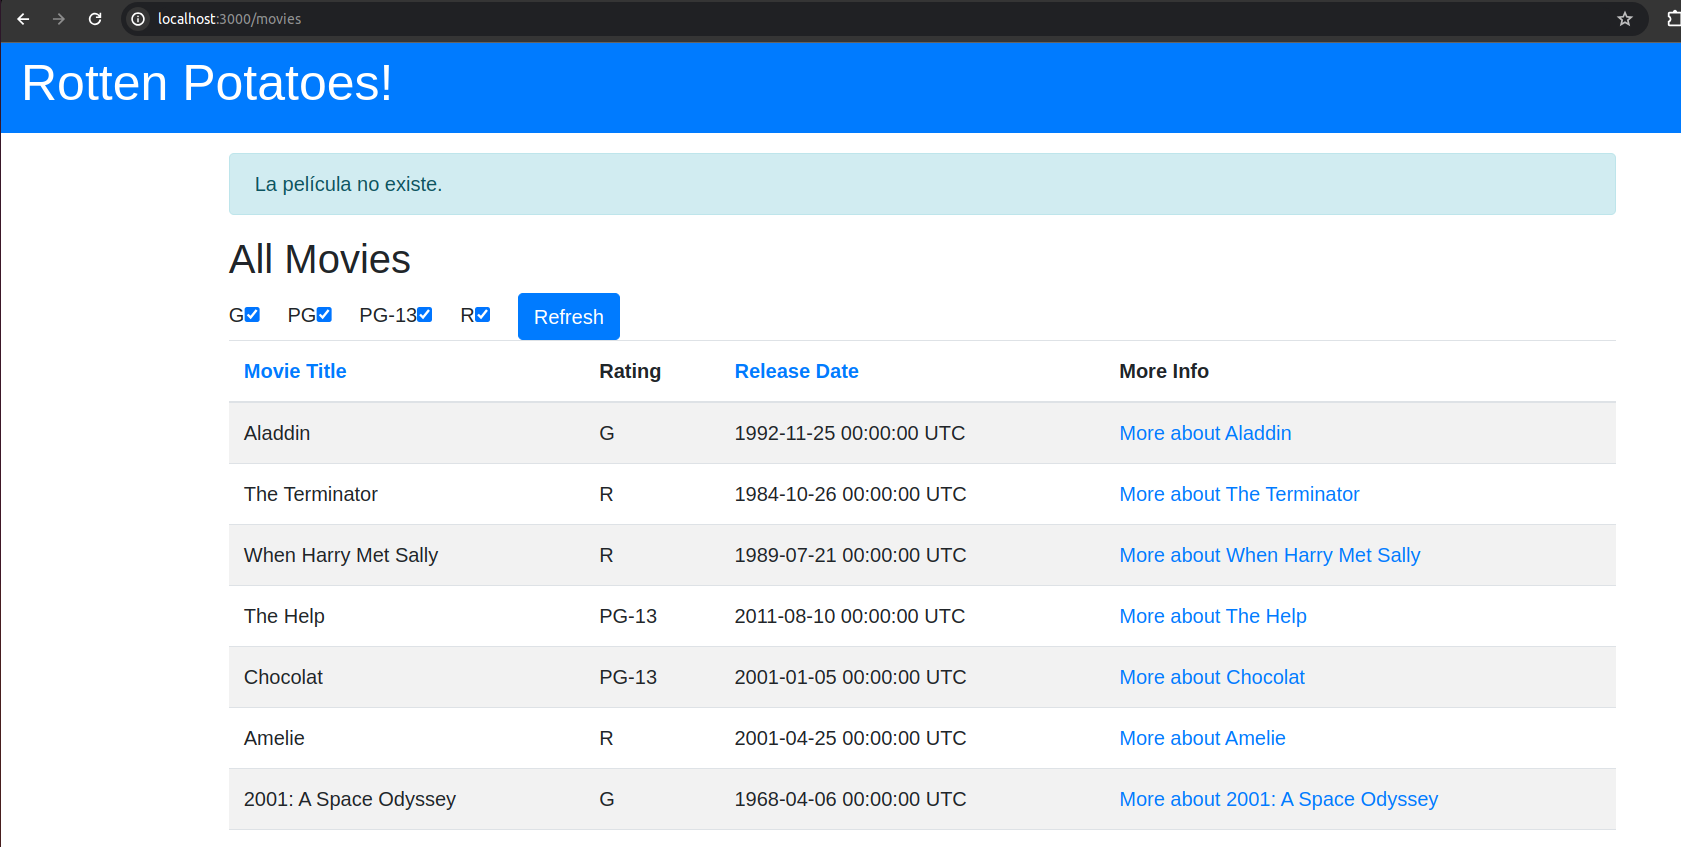 localhost:3000/movies
Rotten Potatoes!
La película no existe.
All Movies
G PG PG-13 R Refresh
Movie Title Rating Release Date More Info
Aladdin G 1992-11-25 00:00:00 UTC More about Aladdin
The Terminator R 1984-10-26 00:00:00 UTC More about The Terminator
When Harry Met Sally R 1989-07-21 00:00:00 UTC More about When Harry Met Sally
The Help PG-13 2011-08-10 00:00:00 UTC More about The Help
Chocolat PG-13 2001-01-05 00:00:00 UTC More about Chocolat
Amelie R 2001-04-25 00:00:00 UTC More about Amelie
2001: A Space Odyssey G 1968-04-06 00:00:00 UTC More about 2001: A Space Odyssey